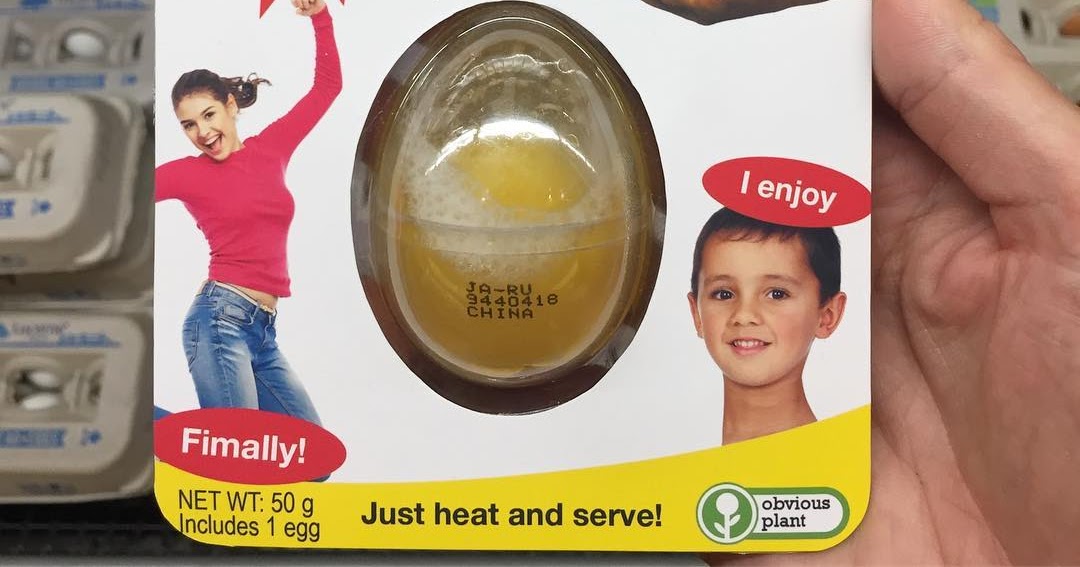 I enjoy
JA-RU
9440418
CHINA
Fimally!
NET WT: 50 g
Includes 1 egg
Just heat and serve!
obvious
plant